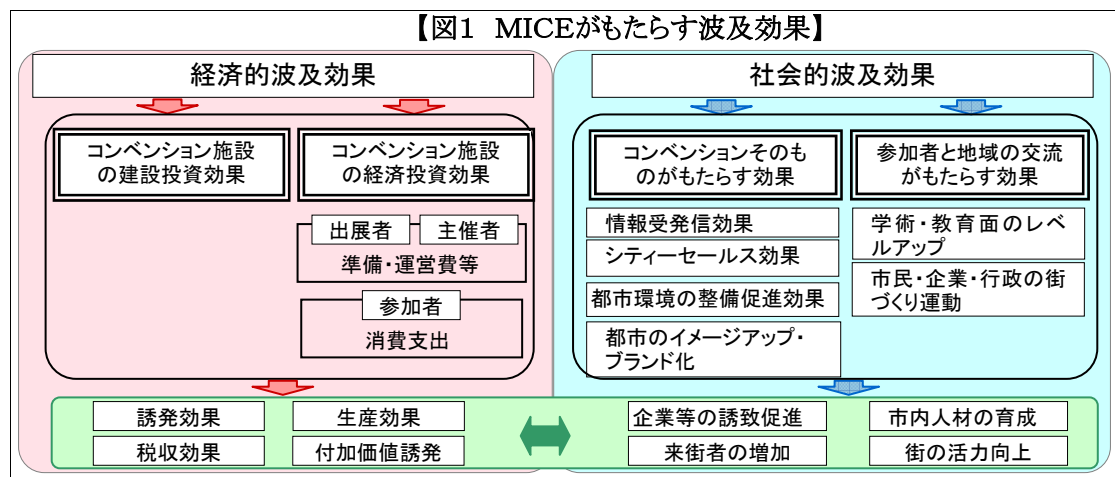 【図1 MICEがもたらす波及効果】
経済的波及効果
コンベンション施設
の建設投資効果
コンベンション施設
の経済投資効果
出展者
主催者
準備・運営費等
参加者
消費支出
社会的波及効果
コンベンションそのも
のがもたらす効果
参加者と地域の交流
がもたらす効果
情報受発信効果
シティーセールス効果
都市環境の整備促進効果
都市のイメージアップ・
ブランド化
学術・教育面のレベ
ルアップ
市民・企業・行政の街
づくり運動
誘発効果
生産効果
税収効果
付加価値誘発
企業等の誘致促進
市内人材の育成
来街者の増加
街の活力向上